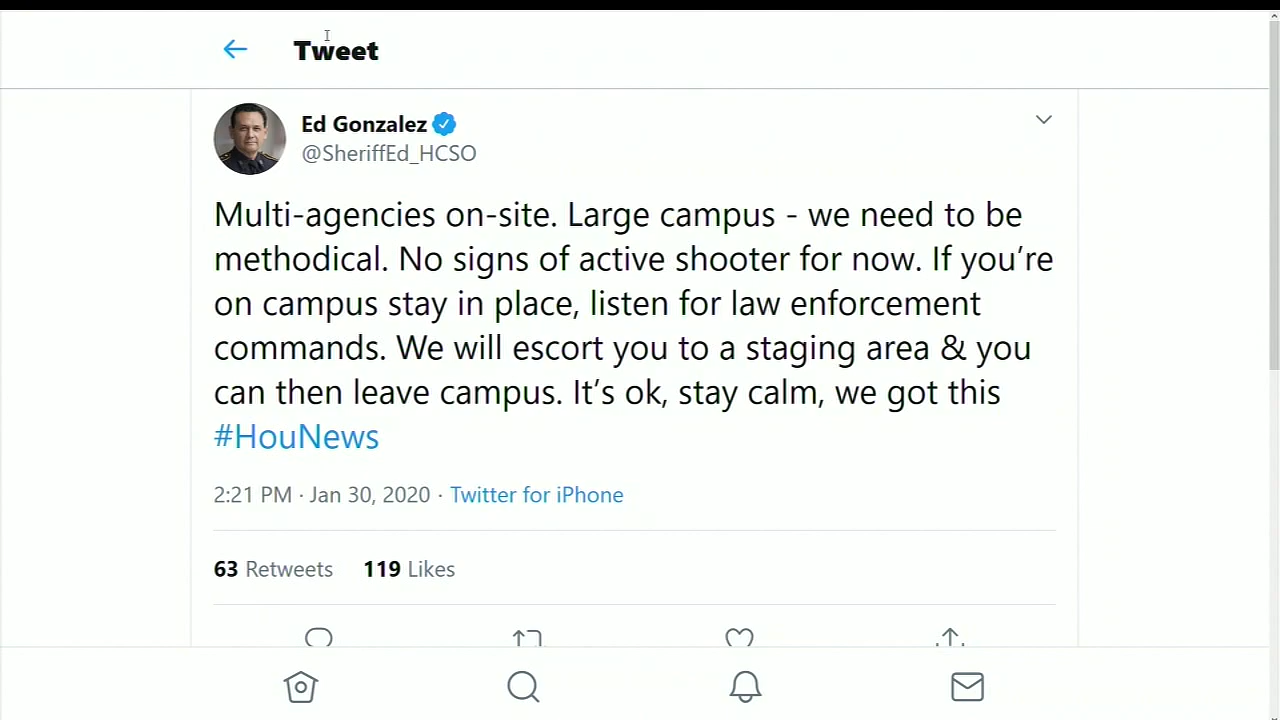 Tweet
Ed Gonzalez
@SheriffEd_HCSO
Multi-agencies on-site. Large campus - we need to be
methodical. No signs of active shooter for now. If you’re
on campus stay in place, listen for law enforcement
commands. We will escort you to a staging area & you
can then leave campus. It’s ok, stay calm, we got this
#HouNews
2:21 PM · Jan 30, 2020 · Twitter for iPhone
63 Retweets 119 Likes